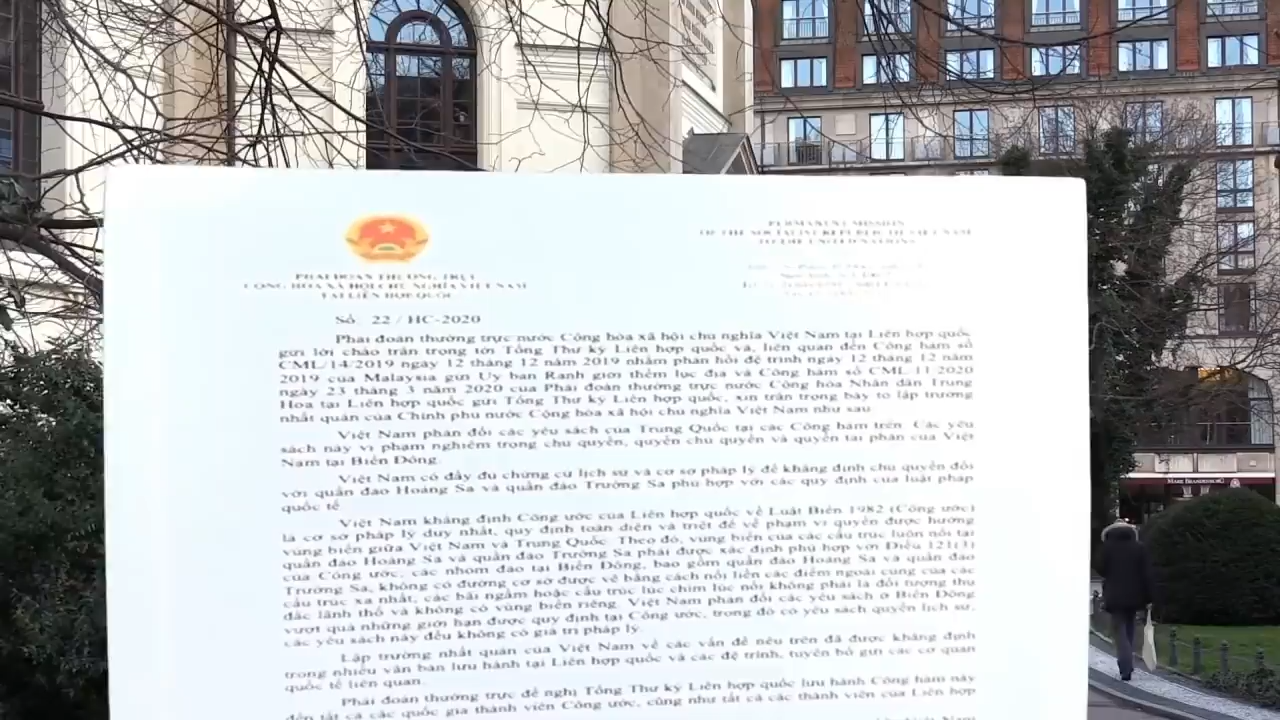 PERMANENT MISSION
OF THE SOCIALIST REPUBLIC OF VIET NAM
TO THE UNITED NATIONS
PHÁI ĐOÀN THƯỜNG TRỰC
CỘNG HÒA XÃ HỘI CHỦ NGHĨA VIỆT NAM
TẠI LIÊN HỢP QUỐC
Số: 22 / HC-2020
Phái đoàn thường trực nước Cộng hòa xã hội chủ nghĩa Việt Nam tại Liên hợp quốc
gửi lời chào trân trọng tới Tổng Thư ký Liên hợp quốc và, liên quan đến Công hàm số
CML/14/2019 ngày 12 tháng 12 năm 2019 nhằm phản hồi đệ trình ngày 12 tháng 12 năm
2019 của Malaysia gửi Ủy ban Ranh giới thềm lục địa và Công hàm số CML/11/2020
ngày 23 tháng 3 năm 2020 của Phái đoàn thường trực nước Cộng hòa Nhân dân Trung
Hoa tại Liên hợp quốc gửi Tổng Thư ký Liên hợp quốc, xin trân trọng bày tỏ lập trường
nhất quán của Chính phủ nước Cộng hòa xã hội chủ nghĩa Việt Nam như sau:
Việt Nam phản đối các yêu sách của Trung Quốc tại các Công hàm trên. Các yêu
sách này vi phạm nghiêm trọng chủ quyền, quyền chủ quyền và quyền tài phán của Việt
Nam tại Biển Đông.
Việt Nam có đầy đủ chứng cứ lịch sử và cơ sở pháp lý để khẳng định chủ quyền đối
với quần đảo Hoàng Sa và quần đảo Trường Sa phù hợp với các quy định của luật pháp
quốc tế.
Việt Nam khẳng định Công ước của Liên hợp quốc về Luật Biển 1982 (Công ước)
là cơ sở pháp lý duy nhất, quy định toàn diện và triệt để về phạm vi quyền được hưởng
vùng biển giữa Việt Nam và Trung Quốc. Theo đó, vùng biển của các cấu trúc luôn nổi tại
quần đảo Hoàng Sa và quần đảo Trường Sa phải được xác định phù hợp với Điều 121(3)
của Công ước, các nhóm đảo tại Biển Đông, bao gồm quần đảo Hoàng Sa và quần đảo
Trường Sa, không có đường cơ sở được vẽ bằng cách nối liền các điểm ngoài cùng của các
cấu trúc xa nhất, các bãi ngầm hoặc cấu trúc lúc chìm lúc nổi không phải là đối tượng thụ
đắc lãnh thổ và không có vùng biển riêng. Việt Nam phản đối các yêu sách ở Biển Đông
vượt quá những giới hạn được quy định tại Công ước, trong đó có yêu sách quyền lịch sử,
các yêu sách này đều không có giá trị pháp lý.
Lập trường nhất quán của Việt Nam về các vấn đề nêu trên đã được khẳng định
trong nhiều văn bản lưu hành tại Liên hợp quốc và các đệ trình, tuyên bố gửi các cơ quan
quốc tế liên quan.
Phái đoàn thường trực đề nghị Tổng Thư ký Liên hợp quốc lưu hành Công hàm này
đến tất cả các quốc gia thành viên Công ước, cũng như tất cả các thành viên của Liên hợp